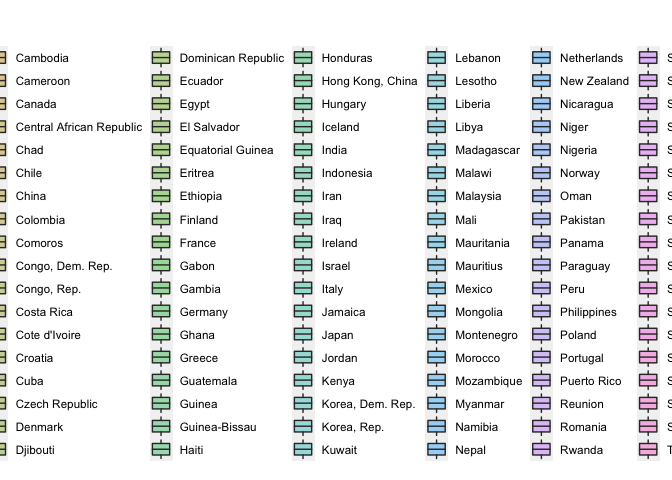 Cambodia
Cameroon
Canada
Central African Republic
Chad
Chile
China
Colombia
Comoros
Congo, Dem. Rep.
Congo, Rep.
Costa Rica
Cote d'Ivoire
Croatia
Cuba
Czech Republic
Denmark
Djibouti
Dominican Republic
Ecuador
Egypt
El Salvador
Equatorial Guinea
Eritrea
Ethiopia
Finland
France
Gabon
Gambia
Germany
Ghana
Greece
Guatemala
Guinea
Guinea-Bissau
Haiti
Honduras
Hong Kong, China
Hungary
Iceland
India
Indonesia
Iran
Iraq
Ireland
Israel
Italy
Jamaica
Japan
Jordan
Kenya
Korea, Dem. Rep.
Korea, Rep.
Kuwait
Lebanon
Lesotho
Liberia
Libya
Madagascar
Malawi
Malaysia
Mali
Mauritania
Mauritius
Mexico
Mongolia
Montenegro
Morocco
Mozambique
Myanmar
Namibia
Nepal
Netherlands
New Zealand
Nicaragua
Niger
Nigeria
Norway
Oman
Pakistan
Panama
Paraguay
Peru
Philippines
Poland
Portugal
Puerto Rico
Reunion
Romania
Rwanda